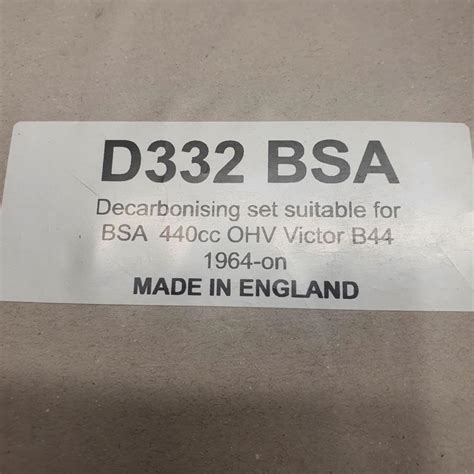 D332 BSA
Decarbonising set suitable for
BSA 440cc OHV Victor B44
1964-on
MADE IN ENGLAND